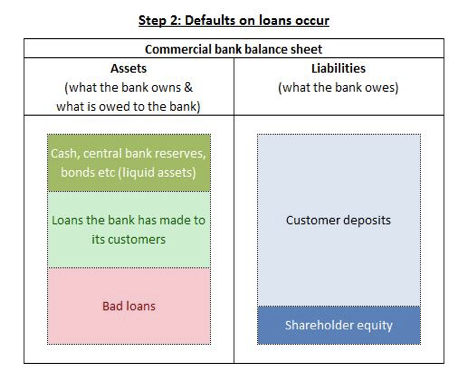 Step 2: Defaults on loans occur
Commercial bank balance sheet
Assets
(what the bank owns &
what is owed to the bank)
Liabilities
(what the bank owes)
Cash, central bank reserves,
bonds etc (liquid assets)
Loans the bank has made to
its customers
Bad loans
Customer deposits
Shareholder equity